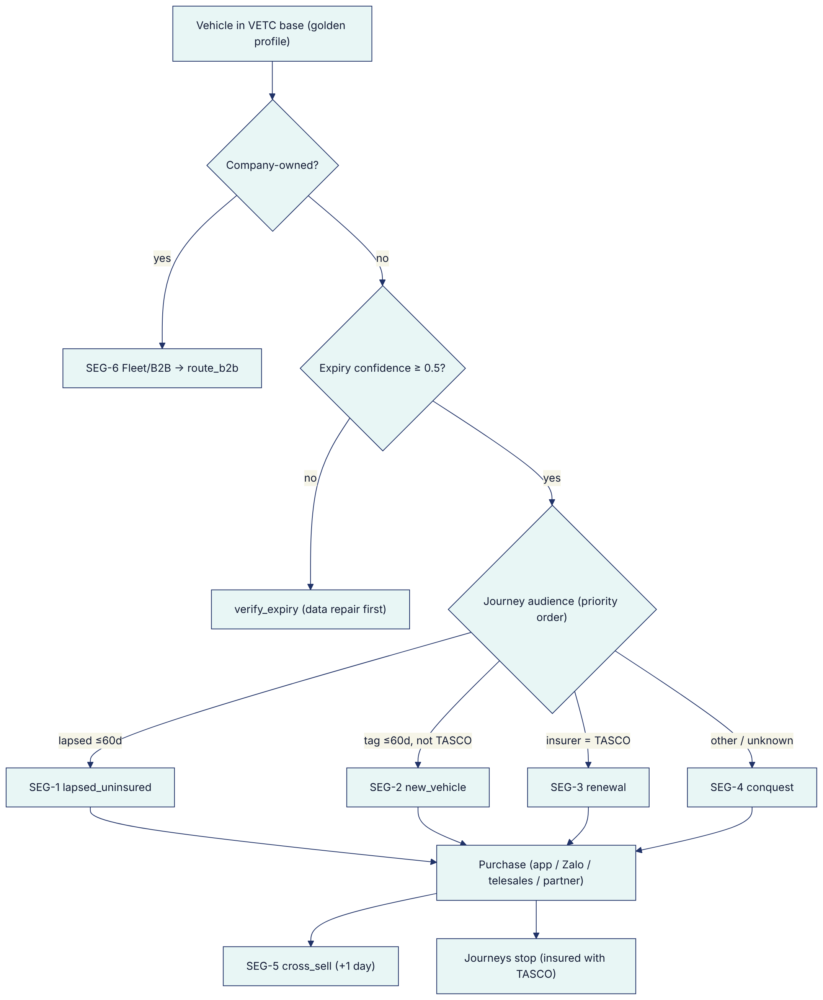 Vehicle in VETC base (golden
profile)
Company-owned?
yes
no
SEG-6 Fleet/B2B → route_b2b
Expiry confidence ≥ 0.5?
no
yes
verify_expiry (data repair first)
Journey audience (priority
order)
lapsed ≤60d
tag ≤60d, not TASCO
insurer = TASCO
other / unknown
SEG-1 lapsed_uninsured
SEG-2 new_vehicle
SEG-3 renewal
SEG-4 conquest
Purchase (app / Zalo /
telesales / partner)
SEG-5 cross_sell (+1 day)
Journeys stop (insured with
TASCO)